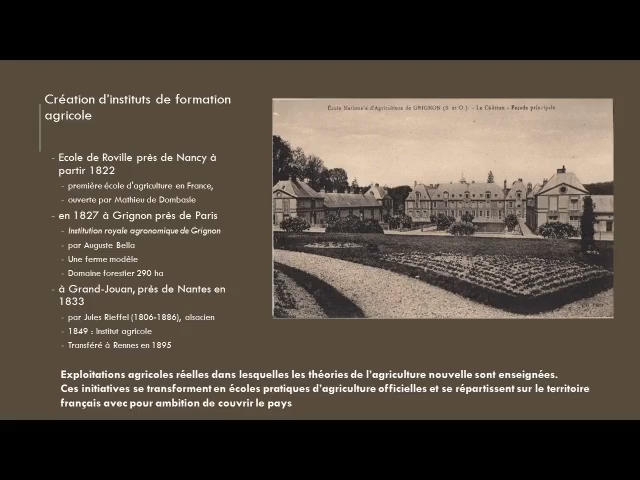 Création d'instituts de formation
agricole
- Ecole de Roville près de Nancy à
partir 1822
- première école d'agriculture en France,
- ouverte par Mathieu de Dombasle
- en 1827 à Grignon près de Paris
- Institution royale agronomique de Grignon
- par Auguste Bella
- Une ferme modèle
- Domaine forestier 290 ha
- à Grand-Jouan, près de Nantes en
1833
- par Jules Rieffel (1806-1886), alsacien
- 1849 : Institut agricole
- Transféré à Rennes en 1895
École Nationale d'Agriculture de GRIGNON (S. et O.) - Le Château - Façade principale
Exploitations agricoles réelles dans lesquelles les théories de l'agriculture nouvelle sont enseignées.
Ces initiatives se transforment en écoles pratiques d'agriculture officielles et se répartissent sur le territoire
français avec pour ambition de couvrir le pays